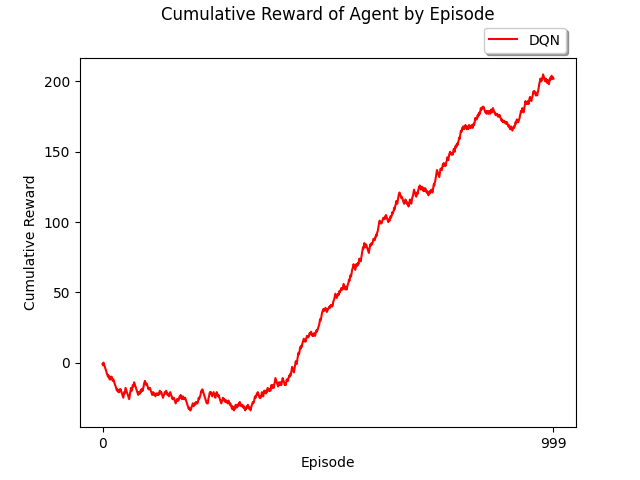 Cumulative Reward of Agent by Episode
DQN
200
150
100
50
0
Cumulative Reward
0
999
Episode